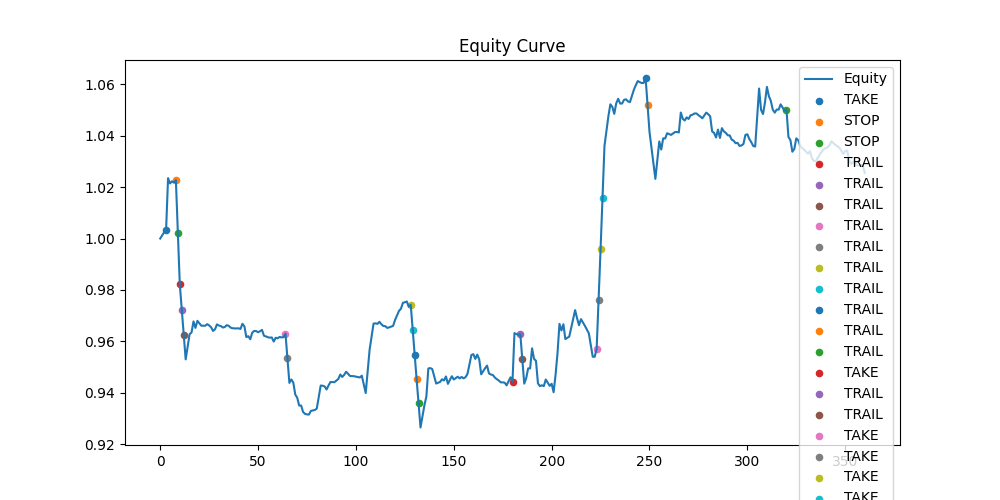 Equity Curve
1.06
1.04
1.02
1.00
0.98
0.96
0.94
0.92
0
50
100
150
200
250
300
350
Equity
TAKE
STOP
STOP
TRAIL
TRAIL
TRAIL
TRAIL
TRAIL
TRAIL
TRAIL
TRAIL
TRAIL
TRAIL
TAKE
TRAIL
TRAIL
TAKE
TAKE
TAKE
TAKE